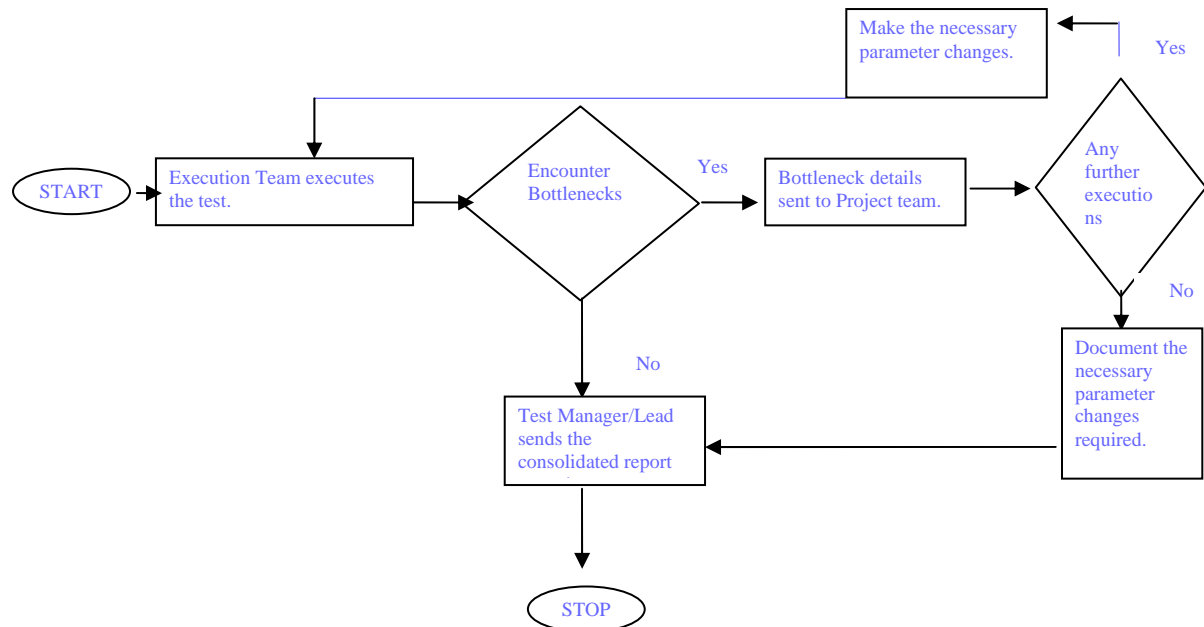 Make the necessary
parameter changes.
Yes
START
Execution Team executes
the test.
Encounter
Bottlenecks
Yes
Bottleneck details
sent to Project team.
Any
further
executio
ns
No
No
Document the
necessary
parameter
changes
required.
Test Manager/Lead
sends the
consolidated report
STOP